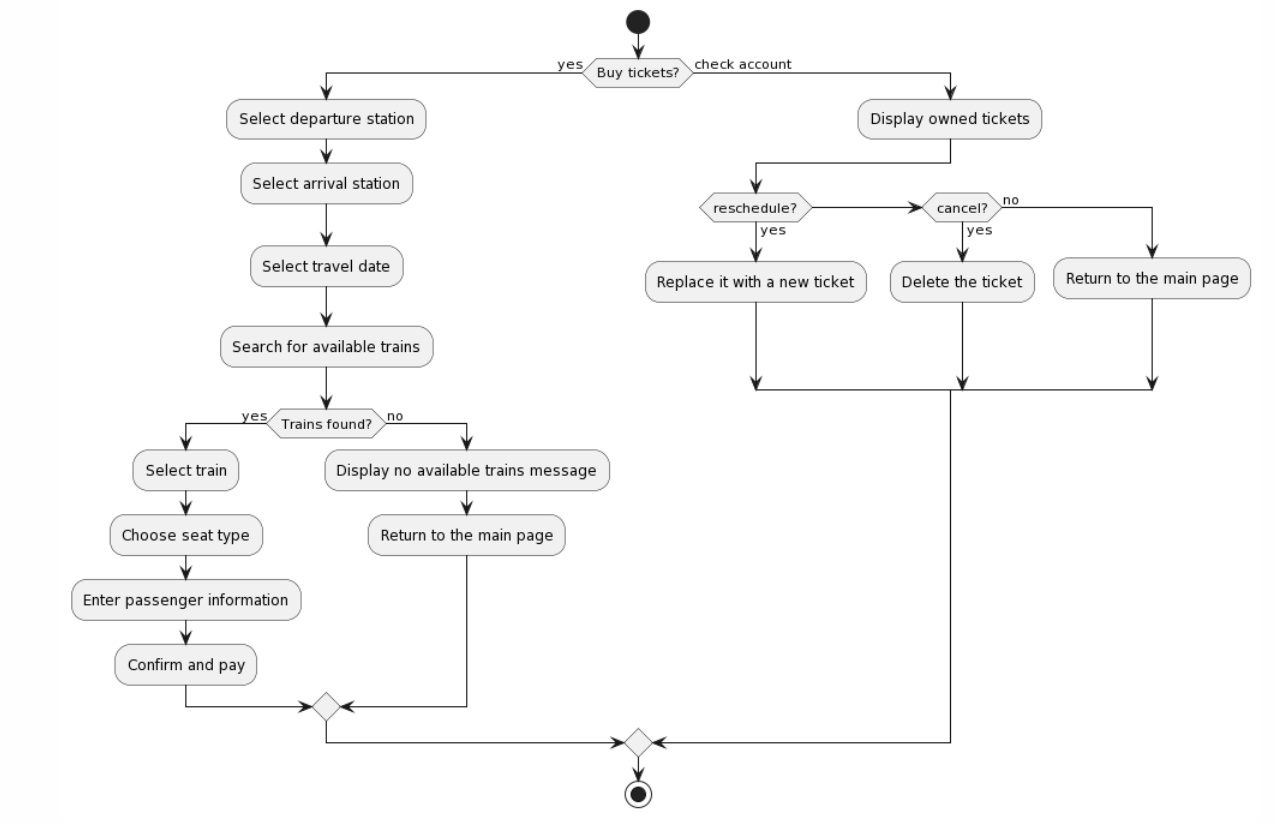 yes
Buy tickets?
check account
Select departure station
Select arrival station
Select travel date
Search for available trains
yes
Trains found?
no
Select train
Choose seat type
Enter passenger information
Confirm and pay
Display no available trains message
Return to the main page
Display owned tickets
reschedule?
yes
Replace it with a new ticket
cancel?
yes
no
Delete the ticket
Return to the main page